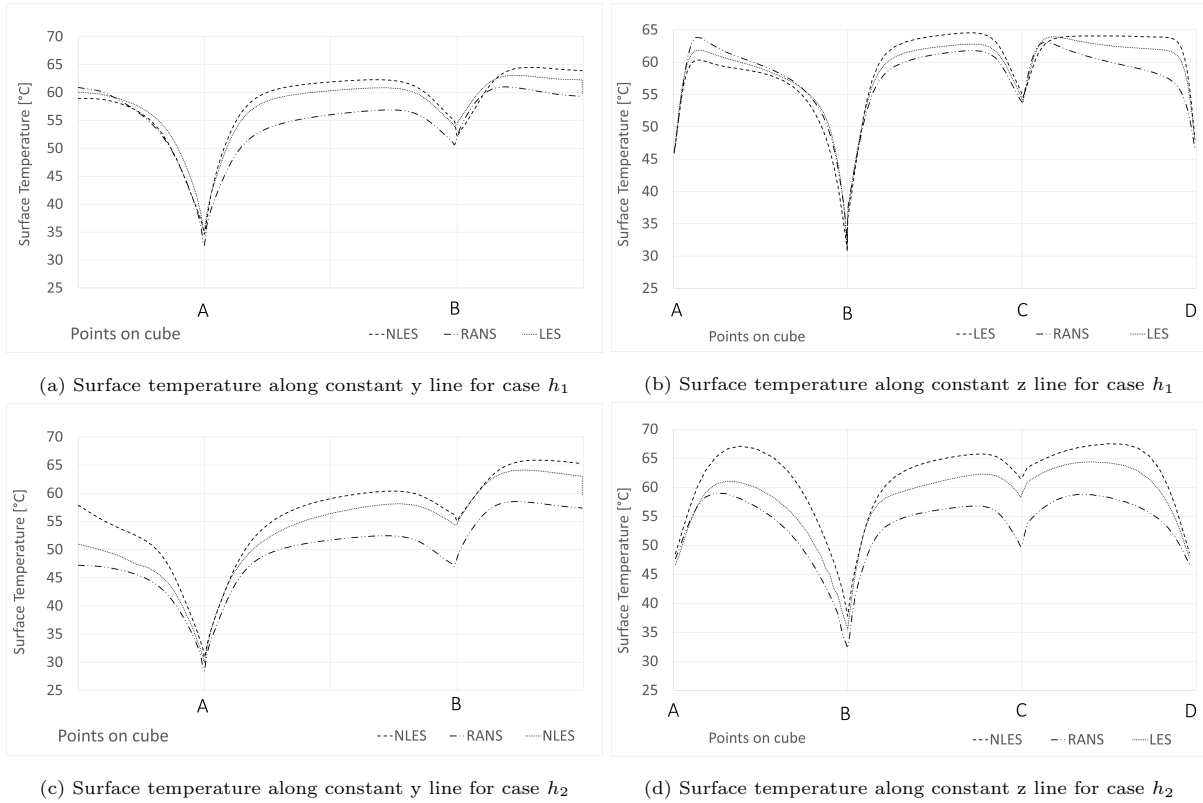 Surface Temperature [°C]
70
65
60
55
50
45
40
35
30
25
A
B
Points on cube
NLES
RANS
LES
(a) Surface temperature along constant y line for case h₁
Surface Temperature [°C]
65
60
55
50
45
40
35
30
25
A
B
C
D
Points on cube
LES
RANS
LES
(b) Surface temperature along constant z line for case h₁
Surface Temperature [°C]
70
65
60
55
50
45
40
35
30
25
A
B
Points on cube
NLES
RANS
NLES
(c) Surface temperature along constant y line for case h₂
Surface Temperature [°C]
70
65
60
55
50
45
40
35
30
25
A
B
C
D
Points on cube
NLES
RANS
LES
(d) Surface temperature along constant z line for case h₂